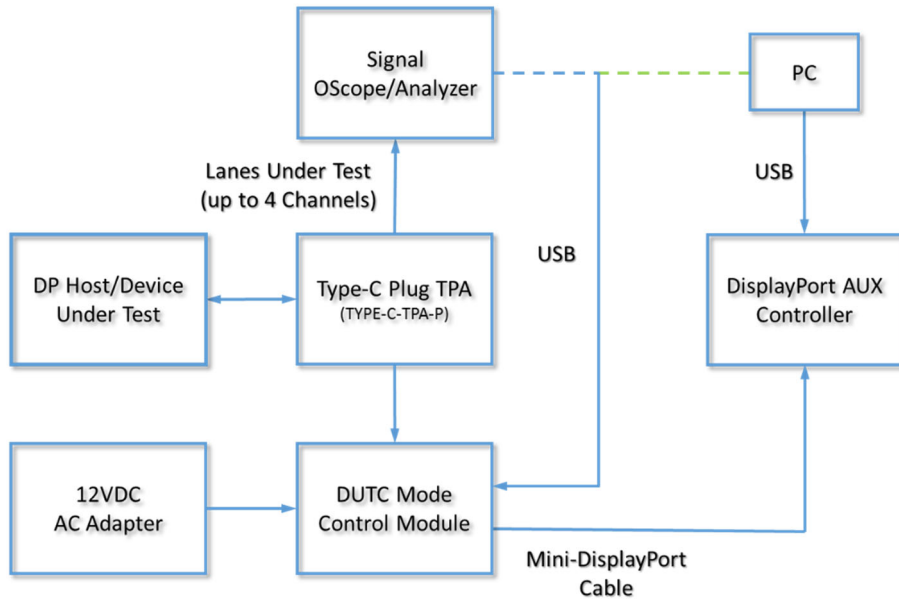 Signal
OScope/Analyzer
PC
Lanes Under Test
(up to 4 Channels)
USB
USB
DP Host/Device
Under Test
Type-C Plug TPA
(TYPE-C-TPA-P)
DisplayPort AUX
Controller
12VDC
AC Adapter
DUTC Mode
Control Module
Mini-DisplayPort
Cable